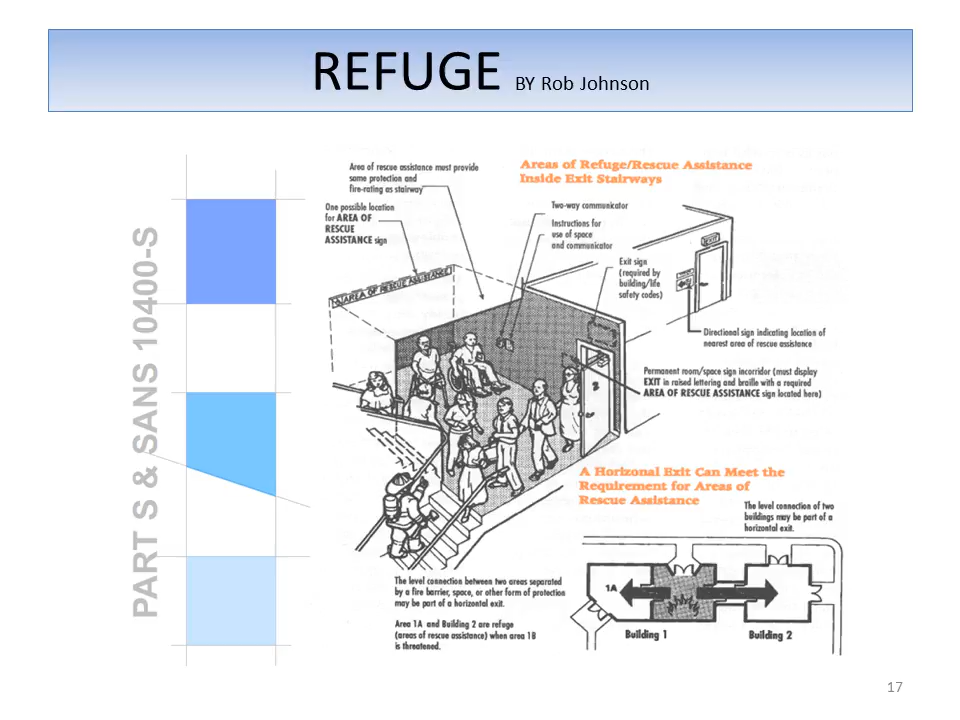 REFUGE BY Rob Johnson
PART S & SANS 10400-S
Areas of Refuge/Rescue Assistance
Inside Exit Stairways
Area of rescue assistance must provide
same protection and
fire-rating as stairway
One possible location
for AREA OF
RESCUE
ASSISTANCE sign
Two-way communicator
Instructions for
use of space
and communicator
Exit sign
(required by
building/life
safety codes)
EXIT
AREA OF RESCUE ASSISTANCE
Directional sign indicating location of
nearest area of rescue assistance
Permanent room/space sign incorridor (must display
EXIT in raised lettering and braille with a required
AREA OF RESCUE ASSISTANCE sign located here)
2
A Horizonal Exit Can Meet the
Requirement for Areas of
Rescue Assistance
The level connection of two
buildings may be part of a
horizontal exit.
The level connection between two areas separated
by a fire barrier, space, or other form of protection
may be part of a horizontal exit.
Area 1A and Building 2 are refuge
(areas of rescue assistance) when area 1B
is threatened.
1A
Building 1
Building 2
17